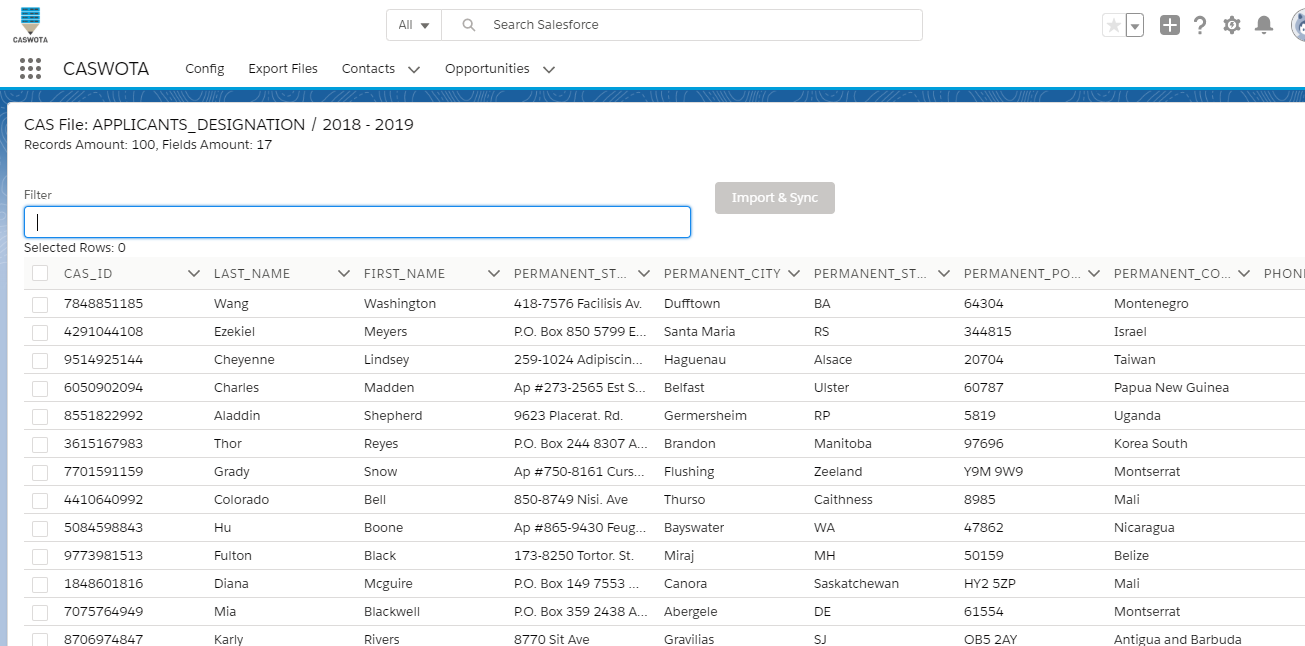 CASWOTA
All Search Salesforce
CASWOTA Config Export Files Contacts Opportunities
CAS File: APPLICANTS_DESIGNATION / 2018 - 2019
Records Amount: 100, Fields Amount: 17
Filter
Import & Sync
Selected Rows: 0
CAS_ID LAST_NAME FIRST_NAME PERMANENT_ST... PERMANENT_CITY PERMANENT_ST... PERMANENT_PO... PERMANENT_CO... PHON
7848851185 Wang Washington 418-7576 Facilisis Av. Dufftown BA 64304 Montenegro
4291044108 Ezekiel Meyers P.O. Box 850 5799 E... Santa Maria RS 344815 Israel
9514925144 Cheyenne Lindsey 259-1024 Adipiscin... Haguenau Alsace 20704 Taiwan
6050902094 Charles Madden Ap #273-2565 Est S... Belfast Ulster 60787 Papua New Guinea
8551822992 Aladdin Shepherd 9623 Placerat. Rd. Germersheim RP 5819 Uganda
3615167983 Thor Reyes P.O. Box 244 8307 A... Brandon Manitoba 97696 Korea South
7701591159 Grady Snow Ap #750-8161 Curs... Flushing Zeeland Y9M 9W9 Montserrat
4410640992 Colorado Bell 850-8749 Nisi. Ave Thurso Caithness 8985 Mali
5084598843 Hu Boone Ap #865-9430 Feug... Bayswater WA 47862 Nicaragua
9773981513 Fulton Black 173-8250 Tortor. St. Miraj MH 50159 Belize
1848601816 Diana Mcguire P.O. Box 149 7553 ... Canora Saskatchewan HY2 5ZP Mali
7075764949 Mia Blackwell P.O. Box 359 2438 A... Abergele DE 61554 Montserrat
8706974847 Karly Rivers 8770 Sit Ave Gravilias SJ OB5 2AY Antigua and Barbuda